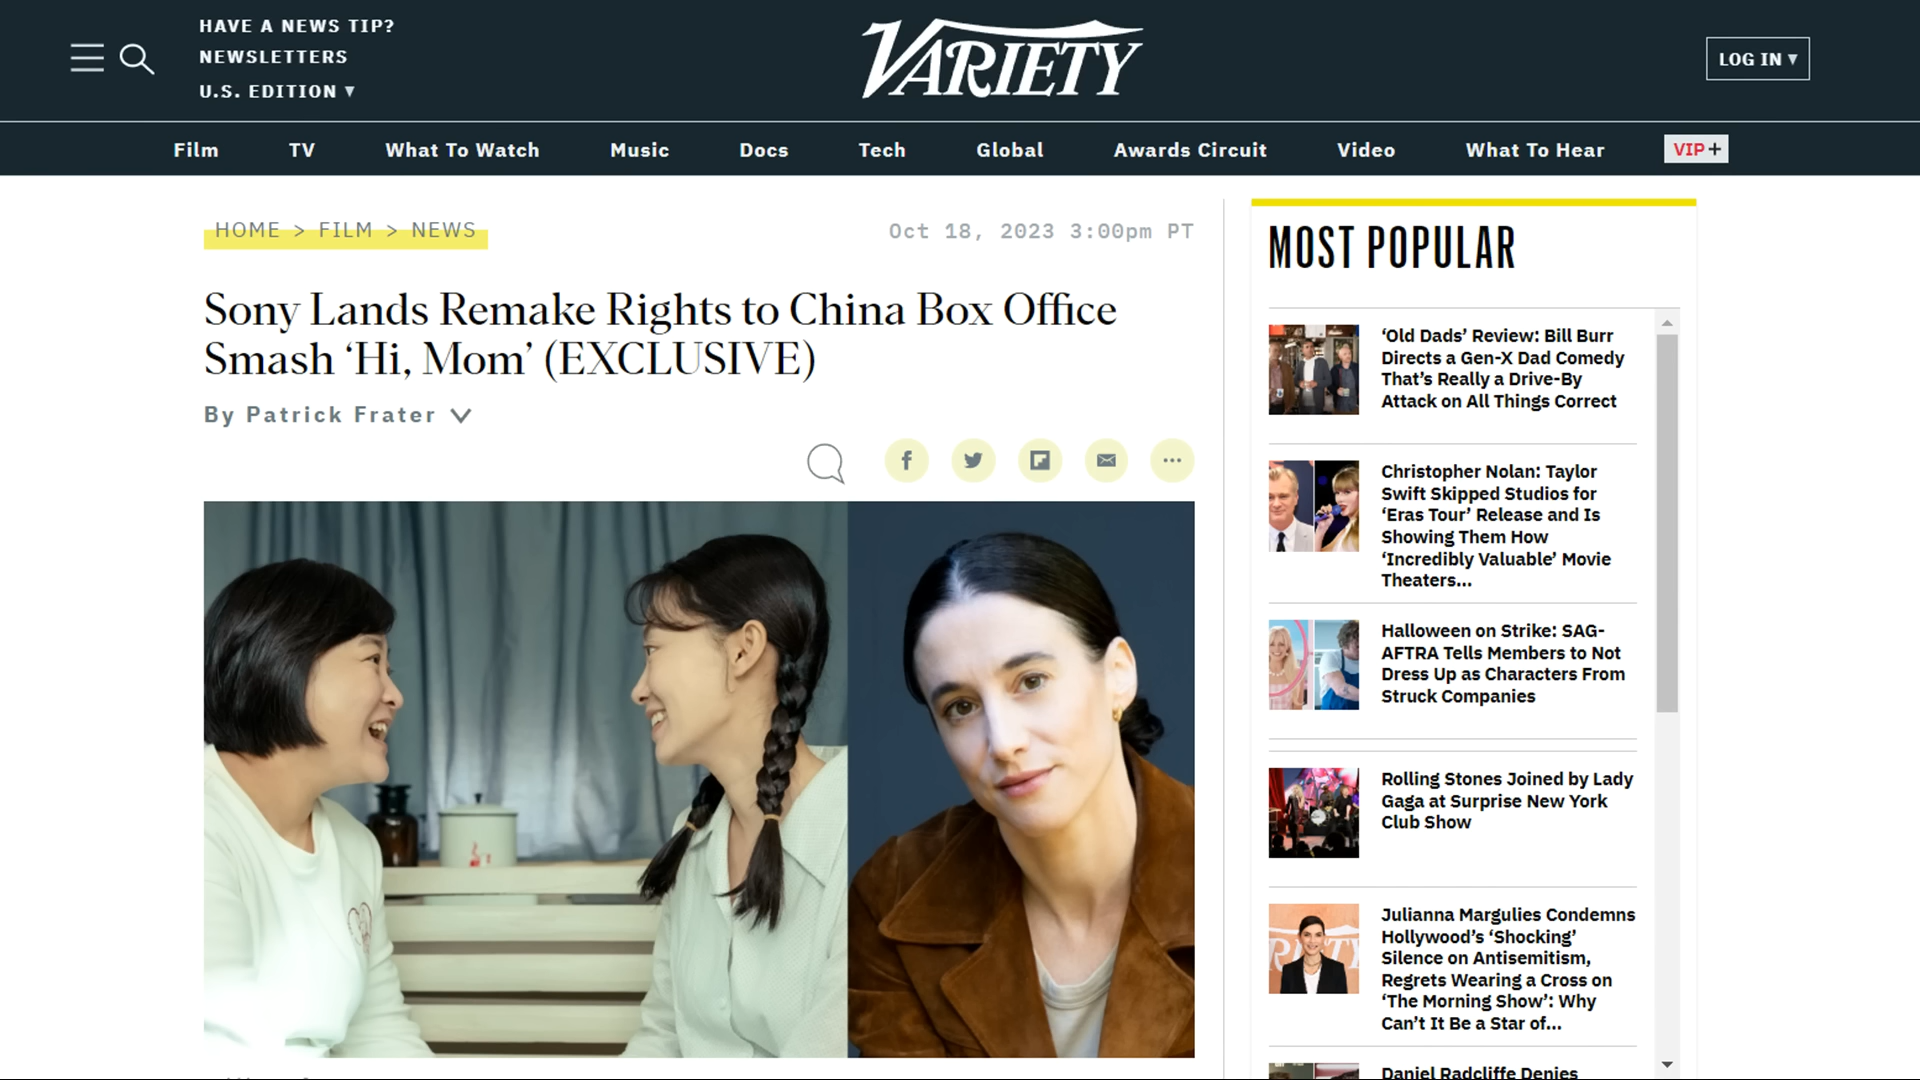 HAVE A NEWS TIP?
NEWSLETTERS
U.S. EDITION ▼
VARIETY
LOG IN ▼
Film TV What To Watch Music Docs Tech Global Awards Circuit Video What To Hear VIP+
HOME > FILM > NEWS
Oct 18, 2023 3:00pm PT
Sony Lands Remake Rights to China Box Office
Smash ‘Hi, Mom’ (EXCLUSIVE)
By Patrick Frater
MOST POPULAR
‘Old Dads’ Review: Bill Burr
Directs a Gen-X Dad Comedy
That’s Really a Drive-By
Attack on All Things Correct
Christopher Nolan: Taylor
Swift Skipped Studios for
‘Eras Tour’ Release and Is
Showing Them How
‘Incredibly Valuable’ Movie
Theaters...
Halloween on Strike: SAG-
AFTRA Tells Members to Not
Dress Up as Characters From
Struck Companies
Rolling Stones Joined by Lady
Gaga at Surprise New York
Club Show
Julianna Margulies Condemns
Hollywood’s ‘Shocking’
Silence on Antisemitism,
Regrets Wearing a Cross on
‘The Morning Show’: Why
Can’t It Be a Star of...
Daniel Radcliffe Denies